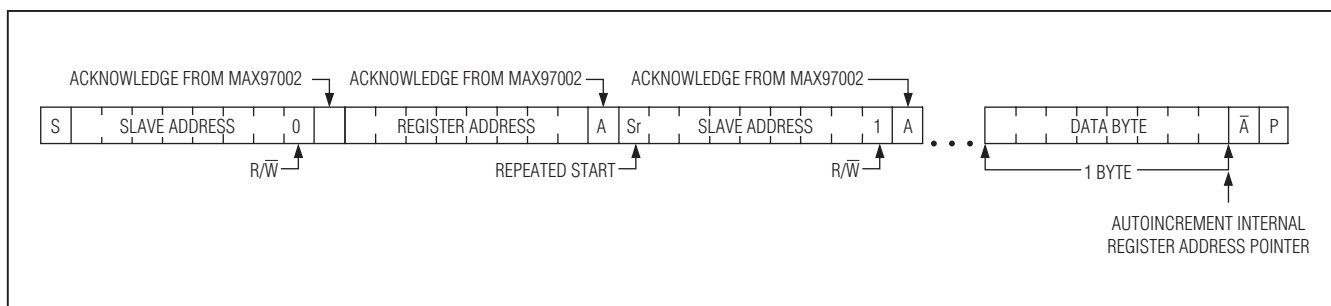 ACKNOWLEDGE FROM MAX97002 ACKNOWLEDGE FROM MAX97002 ACKNOWLEDGE FROM MAX97002
S SLAVE ADDRESS 0 REGISTER ADDRESS A Sr SLAVE ADDRESS 1 A ... DATA BYTE A̅ P
R/W̅ REPEATED START R/W̅ 1 BYTE
AUTOINCREMENT INTERNAL
REGISTER ADDRESS POINTER